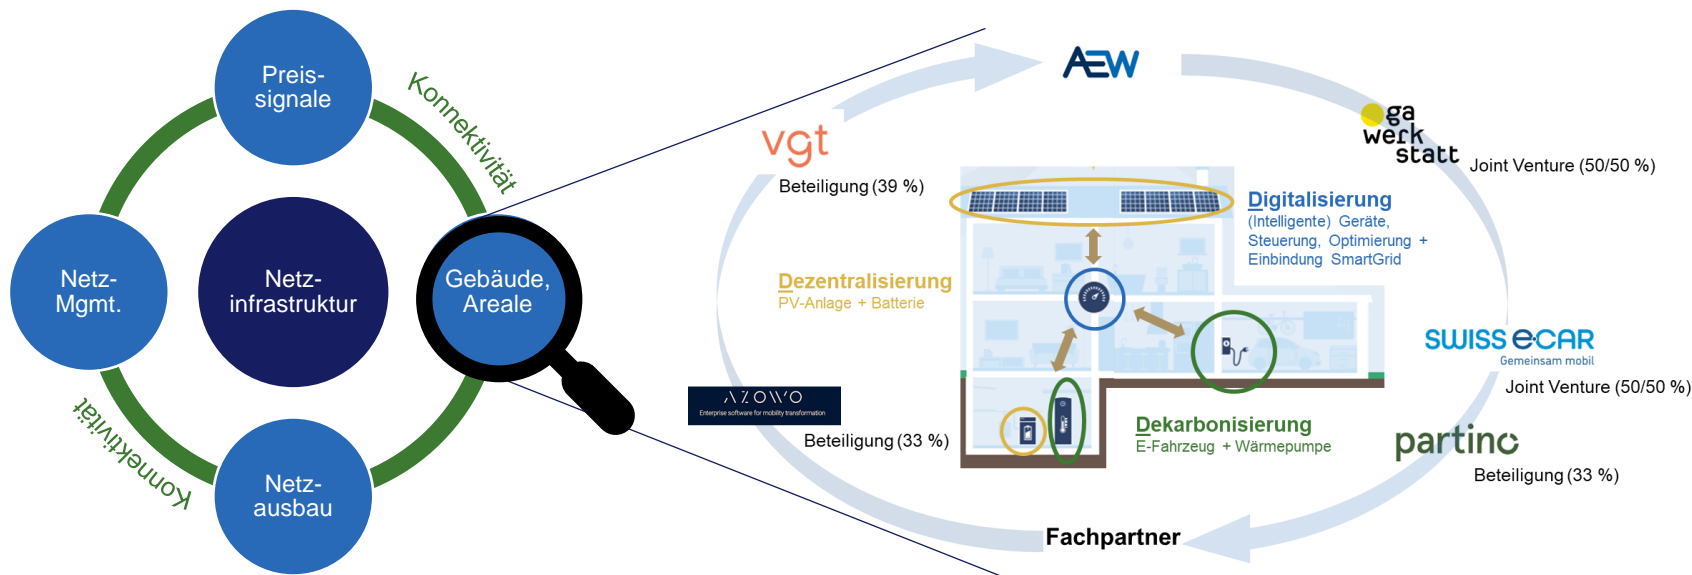 Preis-
signale
Konnektivität
Netz-
Mgmt.
Netz-
infrastruktur
Gebäude,
Areale
Konnektivität
Netz-
ausbau
AEW
vgt
Beteiligung (39 %)
ga
werk
statt
Joint Venture (50/50 %)
Digitalisierung
(Intelligente) Geräte,
Steuerung, Optimierung +
Einbindung SmartGrid
Dezentralisierung
PV-Anlage + Batterie
SWISS E-CAR
Gemeinsam mobil
Joint Venture (50/50 %)
AZOWO
Enterprise software for mobility transformation
Beteiligung (33 %)
Dekarbonisierung
E-Fahrzeug + Wärmepumpe
partino
Beteiligung (33 %)
Fachpartner